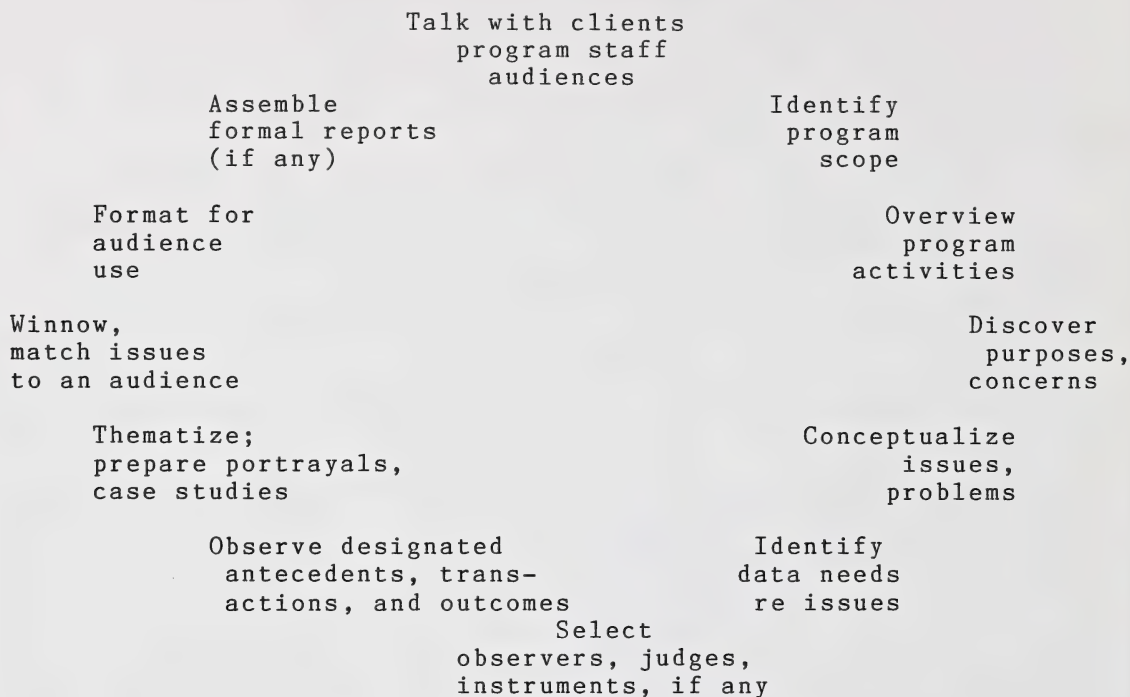 Talk with clients
program staff
audiences
Identify
program
scope
Overview
program
activities
Discover
purposes,
concerns
Conceptualize
issues,
problems
Identify
data needs
re issues
Select
observers, judges,
instruments, if any
Observe designated
antecedents, trans-
actions, and outcomes
Thematize;
prepare portrayals,
case studies
Winnow,
match issues
to an audience
Format for
audience
use
Assemble
formal reports
(if any)